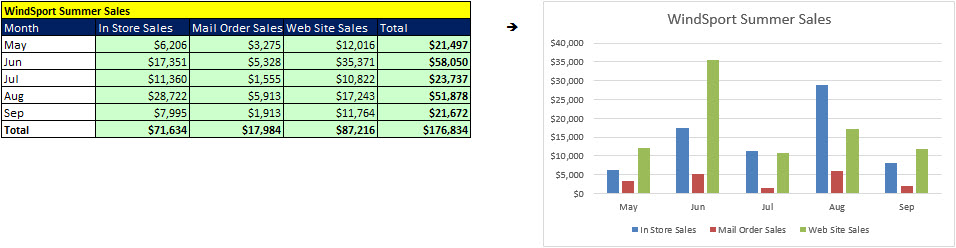 WindSport Summer Sales
Month In Store Sales Mail Order Sales Web Site Sales Total
May $6,206 $3,275 $12,016 $21,497
Jun $17,351 $5,328 $35,371 $58,050
Jul $11,360 $1,555 $10,822 $23,737
Aug $28,722 $5,913 $17,243 $51,878
Sep $7,995 $1,913 $11,764 $21,672
Total $71,634 $17,984 $87,216 $176,834
WindSport Summer Sales
$40,000
$35,000
$30,000
$25,000
$20,000
$15,000
$10,000
$5,000
$0
May Jun Jul Aug Sep
In Store Sales Mail Order Sales Web Site Sales